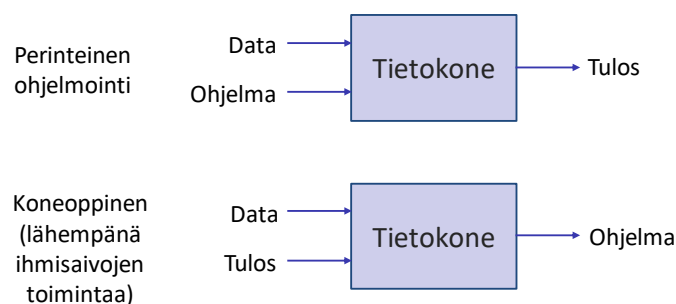 Perinteinen
ohjelmointi
Data
Ohjelma
Tietokone
Tulos
Koneoppinen
(lähempänä
ihmisaivojen
toimintaa)
Data
Tulos
Tietokone
Ohjelma